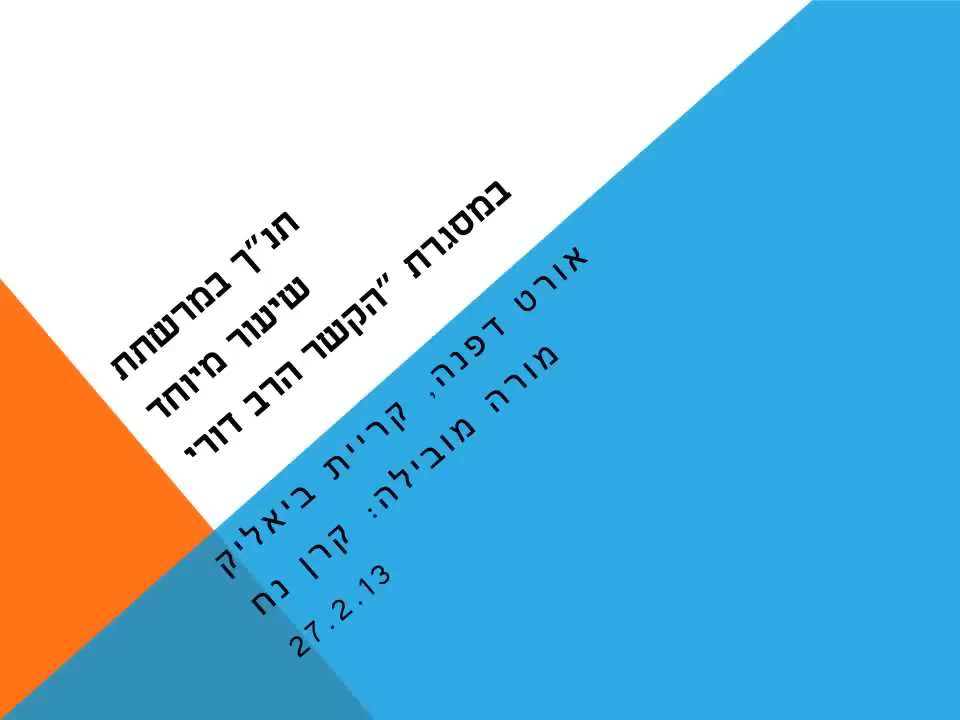 תנ"ך במרשתת
שיעור מיוחד
במסגרת "הקשר הרב דורי
אורט דפנה, קריית ביאליק
מורה מובילה: קרן נח
27.2.13